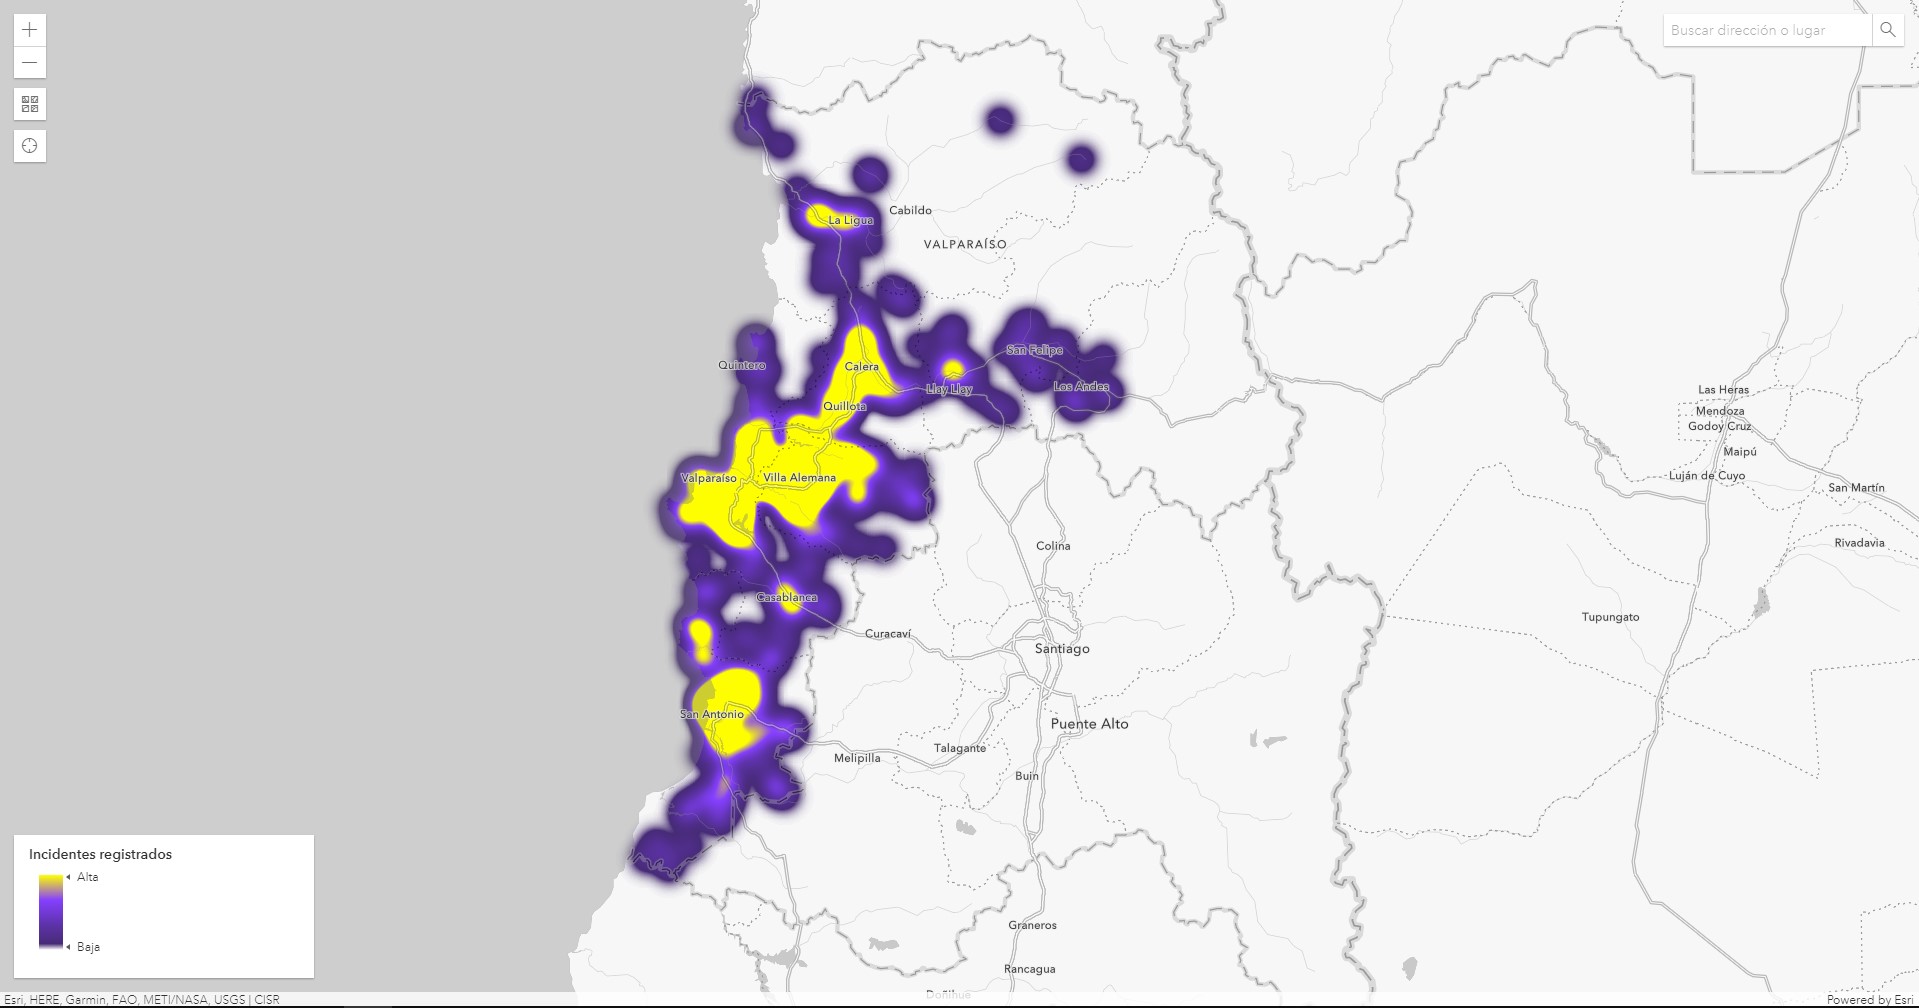 Buscar dirección o lugar
La Ligua
Cabildo
VALPARAÍSO
Quintero
San Felipe
Calera
Llay Llay
Los Andes
Las Heras
Quillota
Mendoza
Godoy Cruz
Maipú
Valparaíso
Villa Alemana
Luján de Cuyo
San Martín
Colina
Rivadavia
Casablanca
Tupungato
Curacaví
Santiago
San Antonio
Puente Alto
Talagante
Melipilla
Buin
Incidentes registrados
Alta
Baja
Graneros
Rancagua
Doñihue
Esri, HERE, Garmin, FAO, METI/NASA, USGS | CISR
Powered by Esri